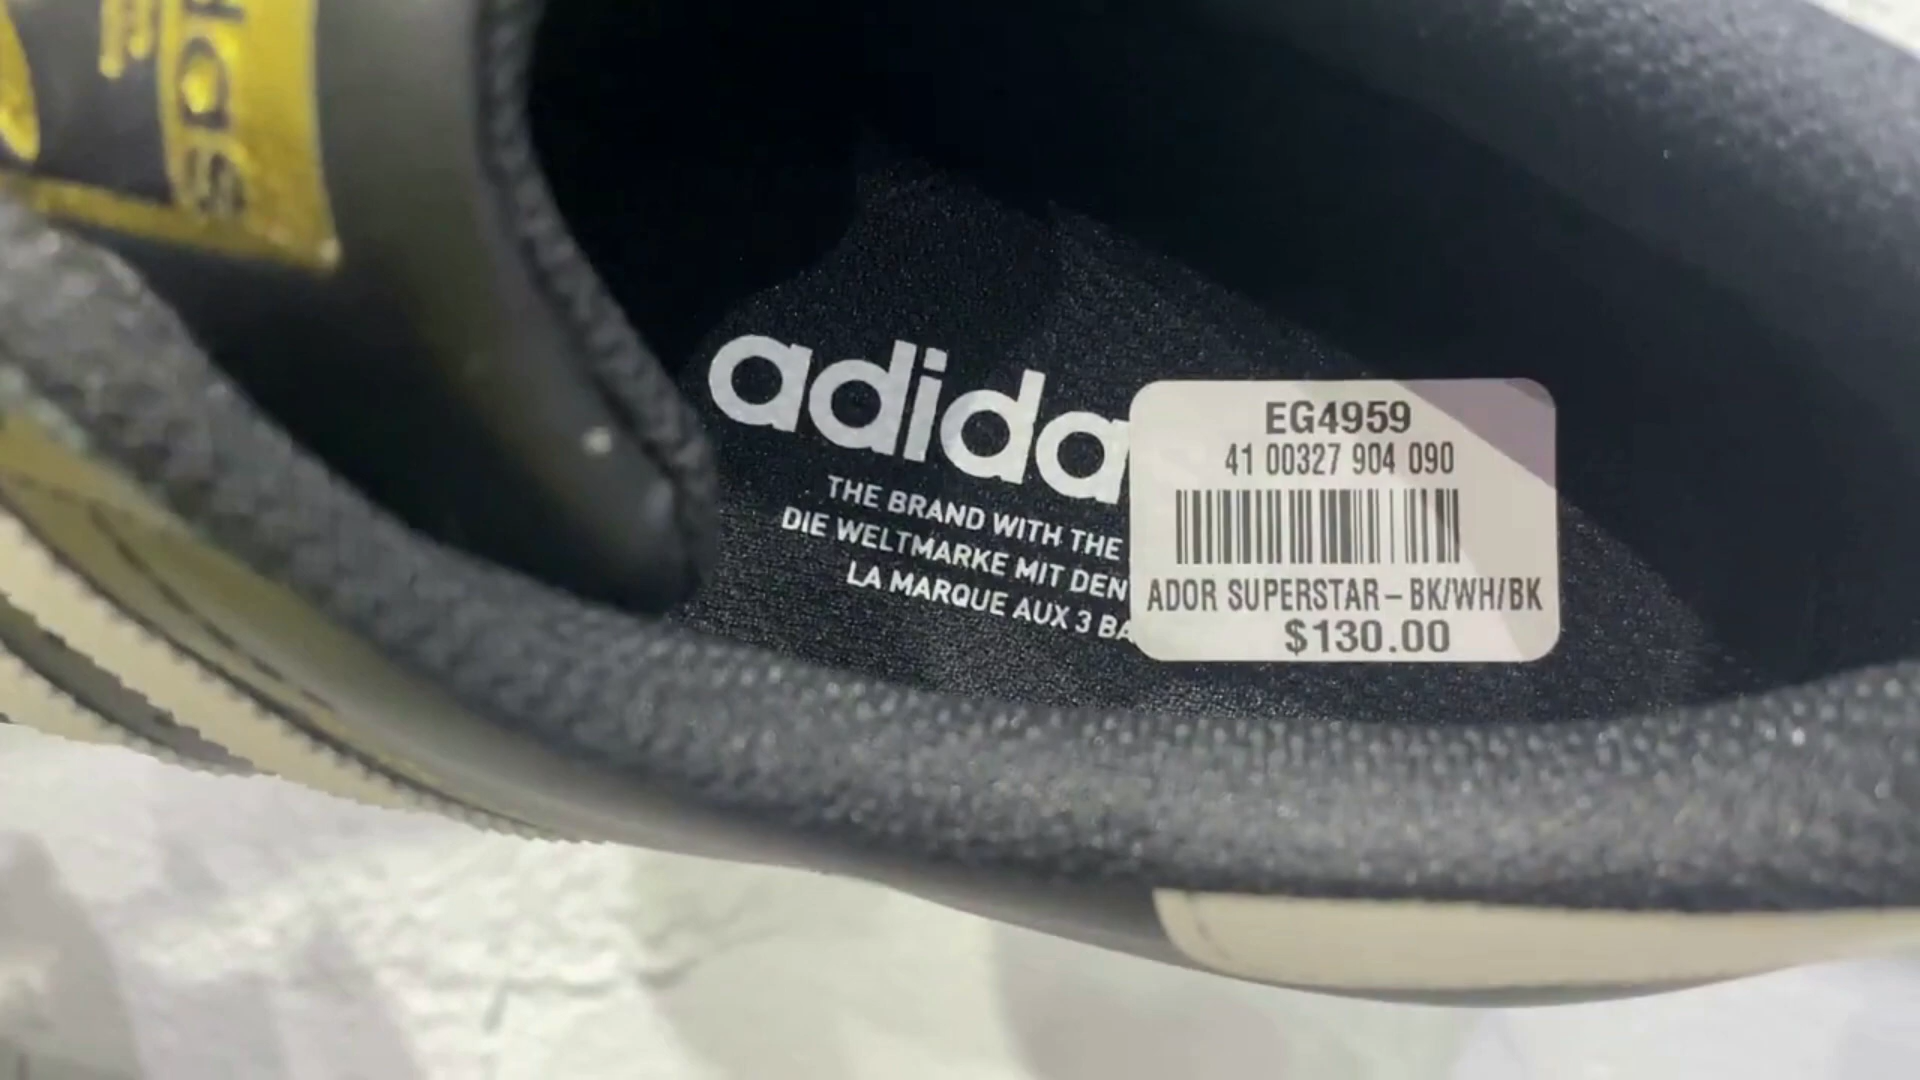 adida
THE BRAND WITH THE
DIE WELTMARKE MIT DEN
LA MARQUE AUX 3 BA
EG4959
41 00327 904 090
ADOR SUPERSTAR – BK/WH/BK
$130.00